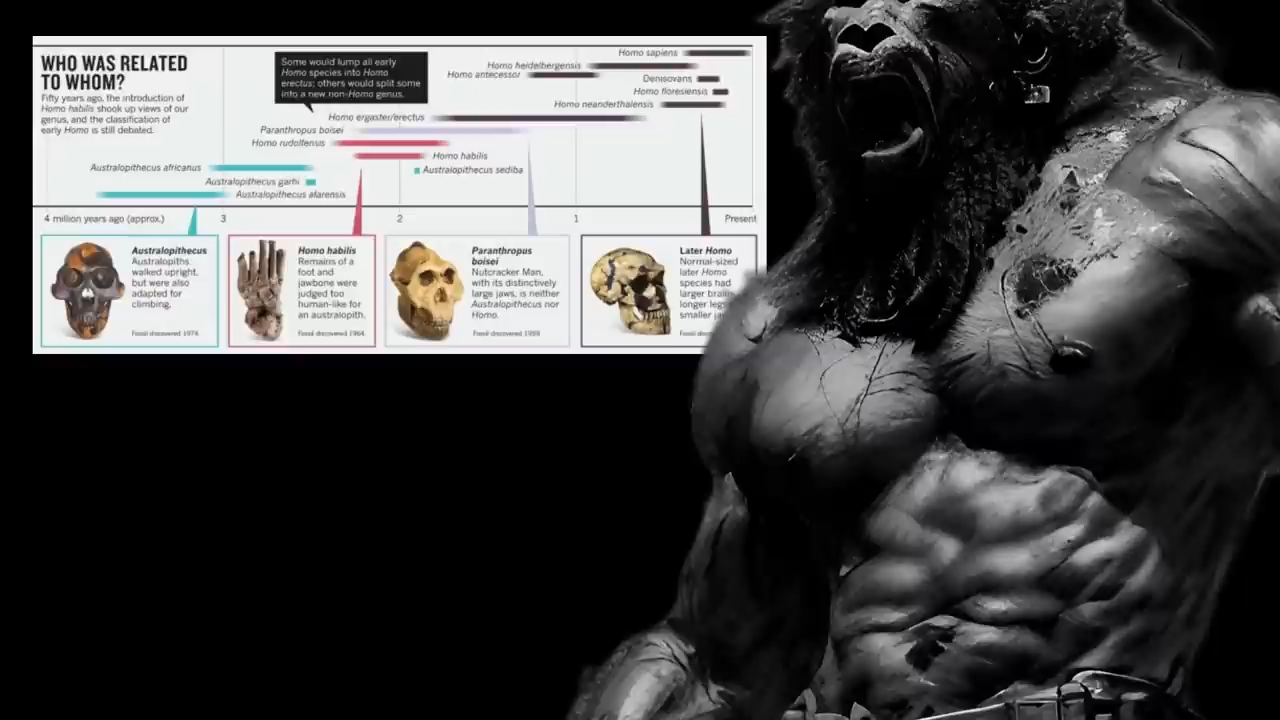 WHO WAS RELATED
TO WHOM?
Fifty years ago, the introduction of
Homo habilis shook up views of our
genus, and the classification of
early Homo is still debated.
Some would lump all early
Homo species into Homo
erectus; others would split some
into a new non-Homo genus.
Homo sapiens
Homo heidelbergensis
Homo antecessor
Denisovans
Homo floresiensis
Homo neanderthalensis
Homo ergaster/erectus
Paranthropus boisei
Homo rudolfensis
Homo habilis
Australopithecus africanus
Australopithecus sediba
Australopithecus garhi
Australopithecus afarensis
4 million years ago (approx.)
3
2
1
Present
Australopithecus
Australopiths
walked upright,
but were also
adapted for
climbing.
Fossil discovered 1974.
Homo habilis
Remains of a
foot and
jawbone were
judged too
human-like for
an australopith.
Fossil discovered 1964.
Paranthropus
boisei
Nutcracker Man,
with its distinctively
large jaws, is neither
Australopithecus nor
Homo.
Fossil discovered 1959.
Later Homo
Normal-sized
later Homo
species had
larger brain
longer legs
smaller
Fossil